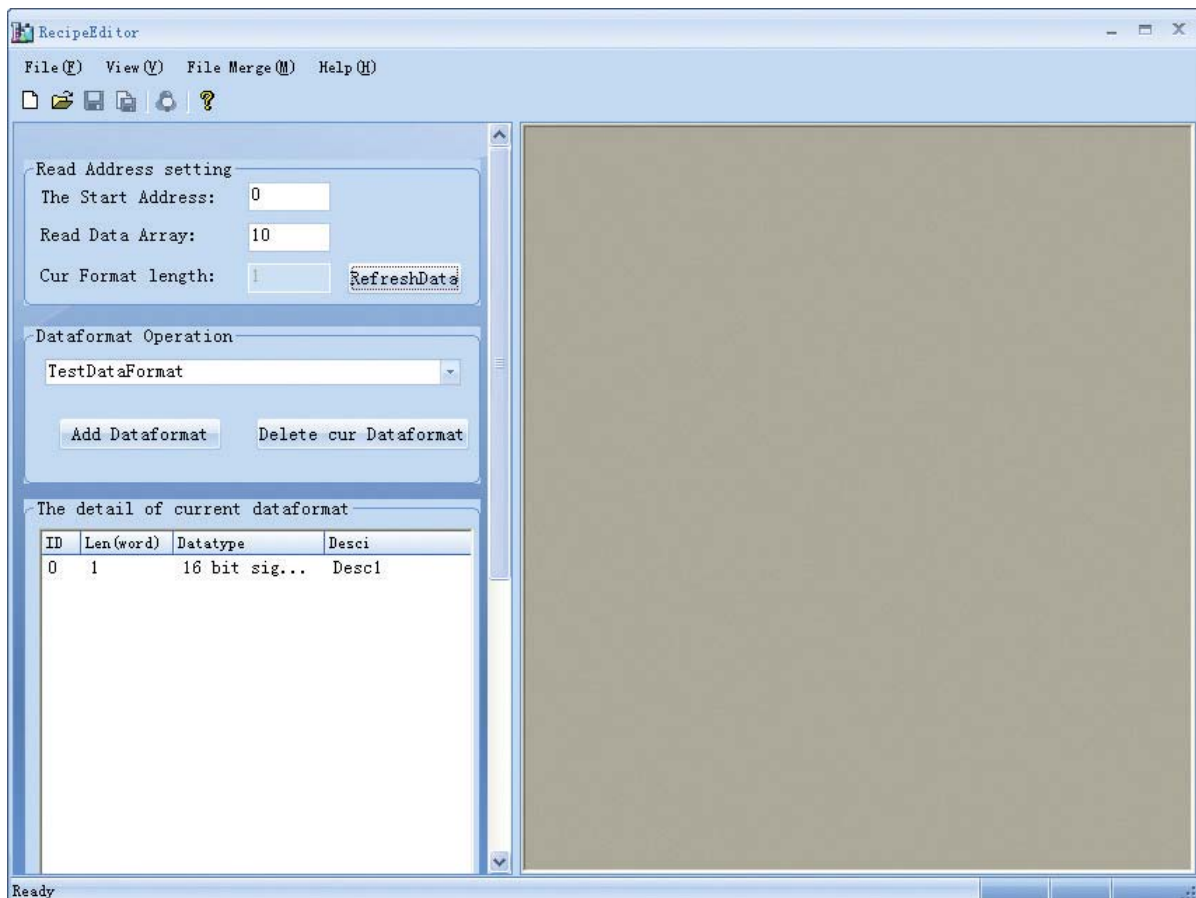 RecipeEditor
File(F) View(V) File Merge(M) Help(H)
Read Address setting
The Start Address: 0
Read Data Array: 10
Cur Format length: 1 RefreshData
Dataformat Operation
TestDataFormat
Add Dataformat Delete cur Dataformat
The detail of current dataformat
ID Len(word) Datatype Desci
0 1 16 bit sig... Desc1
Ready